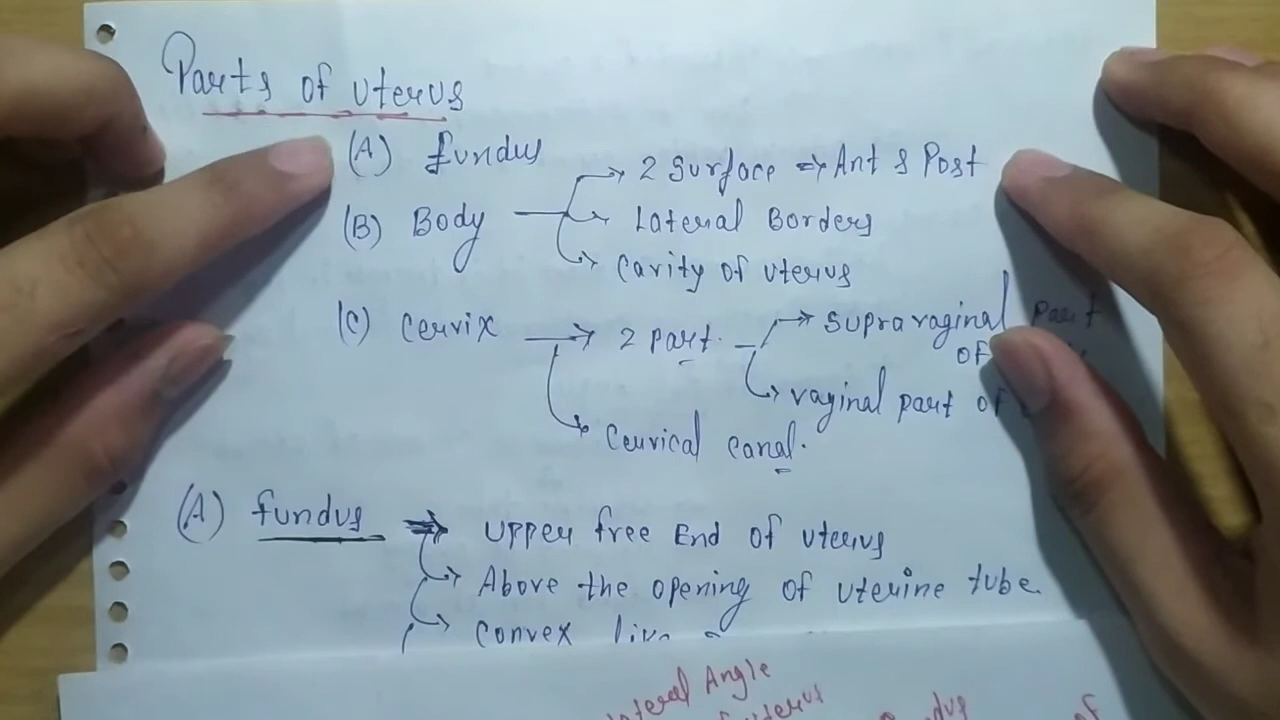 Parts of uterus
(A) fundus
→ 2 Surface ⇒ Ant & Post
(B) Body → Lateral Borders
→ Cavity of uterus
(C) Cervix → 2 part. → Supravaginal part
of
→ vaginal part of
→ Cervical canal.
(A) fundus ⇒ upper free End of uterus
→ Above the opening of uterine tube.
→ convex
Angle
uterus
of